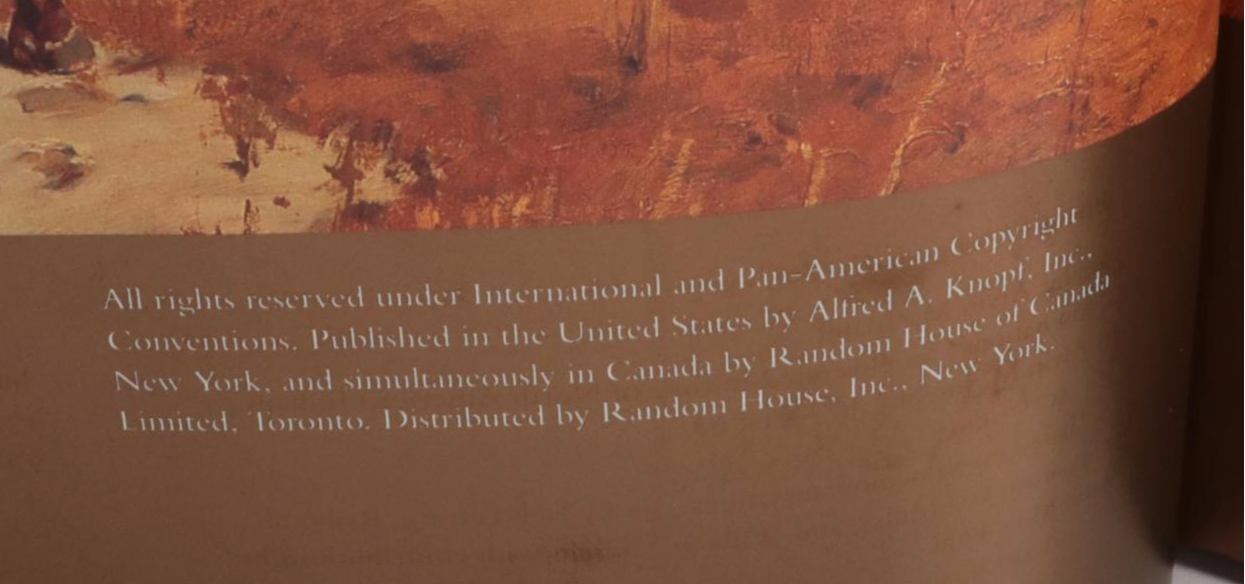 All rights reserved under International and Pan-American Copyright
Conventions. Published in the United States by Alfred A. Knopf, Inc.,
New York, and simultaneously in Canada by Random House of Canada
Limited, Toronto. Distributed by Random House, Inc., New York.